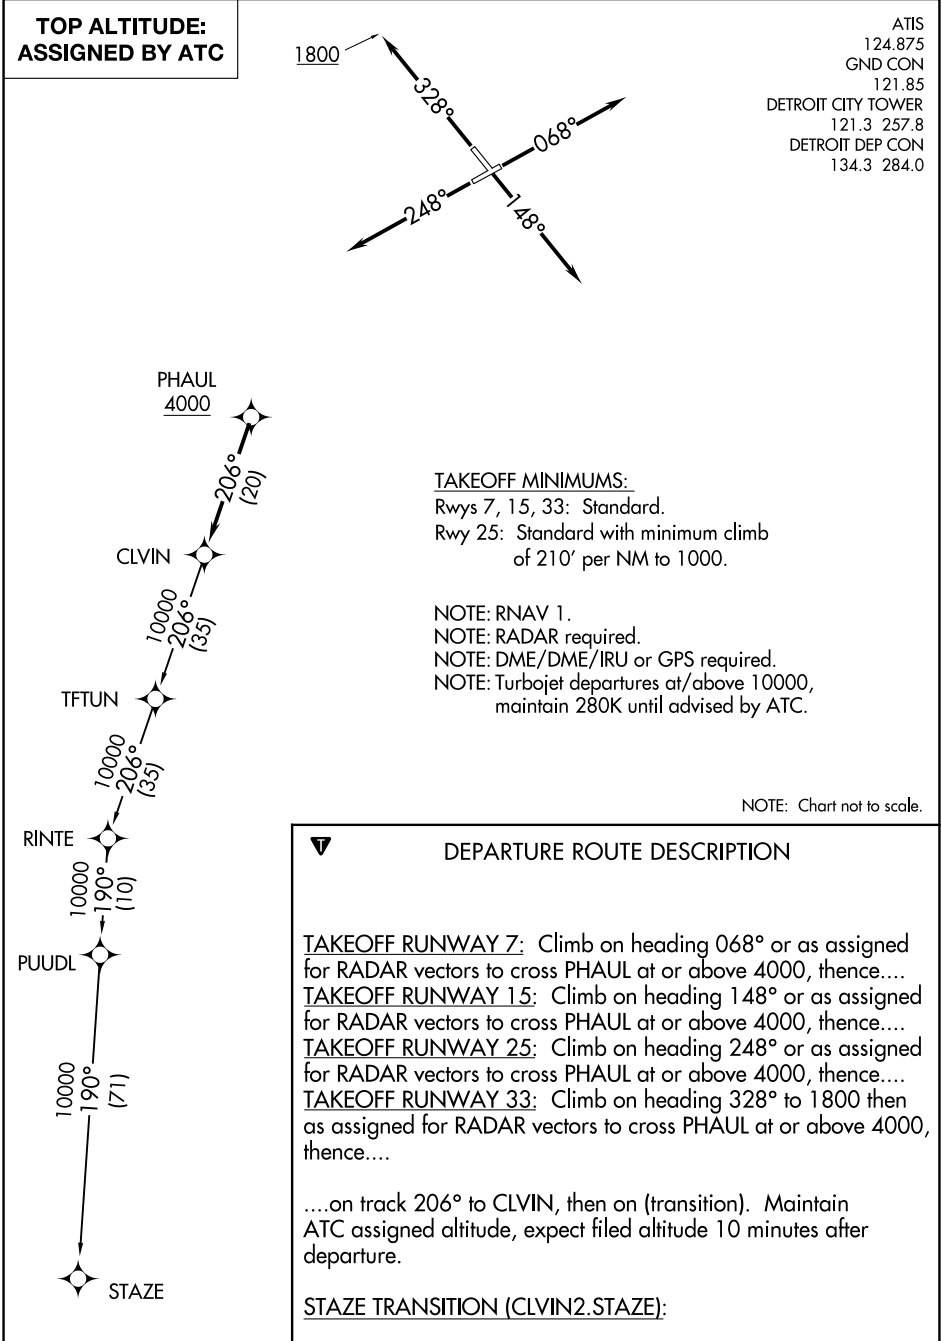 TOP ALTITUDE:
ASSIGNED BY ATC
ATIS
124.875
GND CON
121.85
DETROIT CITY TOWER
121.3 257.8
DETROIT DEP CON
134.3 284.0
1800
328°
068°
248°
148°
PHAUL
4000
206°
(20)
CLVIN
10000
206°
(35)
TFTUN
10000
206°
(35)
RINTE
10000
190°
(10)
PUUDL
10000
190°
(71)
STAZE
TAKEOFF MINIMUMS:
Rwys 7, 15, 33: Standard.
Rwy 25: Standard with minimum climb
of 210' per NM to 1000.
NOTE: RNAV 1.
NOTE: RADAR required.
NOTE: DME/DME/IRU or GPS required.
NOTE: Turbojet departures at/above 10000,
maintain 280K until advised by ATC.
NOTE: Chart not to scale.
T
DEPARTURE ROUTE DESCRIPTION
TAKEOFF RUNWAY 7: Climb on heading 068° or as assigned
for RADAR vectors to cross PHAUL at or above 4000, thence....
TAKEOFF RUNWAY 15: Climb on heading 148° or as assigned
for RADAR vectors to cross PHAUL at or above 4000, thence....
TAKEOFF RUNWAY 25: Climb on heading 248° or as assigned
for RADAR vectors to cross PHAUL at or above 4000, thence....
TAKEOFF RUNWAY 33: Climb on heading 328° to 1800 then
as assigned for RADAR vectors to cross PHAUL at or above 4000,
thence....
....on track 206° to CLVIN, then on (transition). Maintain
ATC assigned altitude, expect filed altitude 10 minutes after
departure.
STAZE TRANSITION (CLVIN2.STAZE):